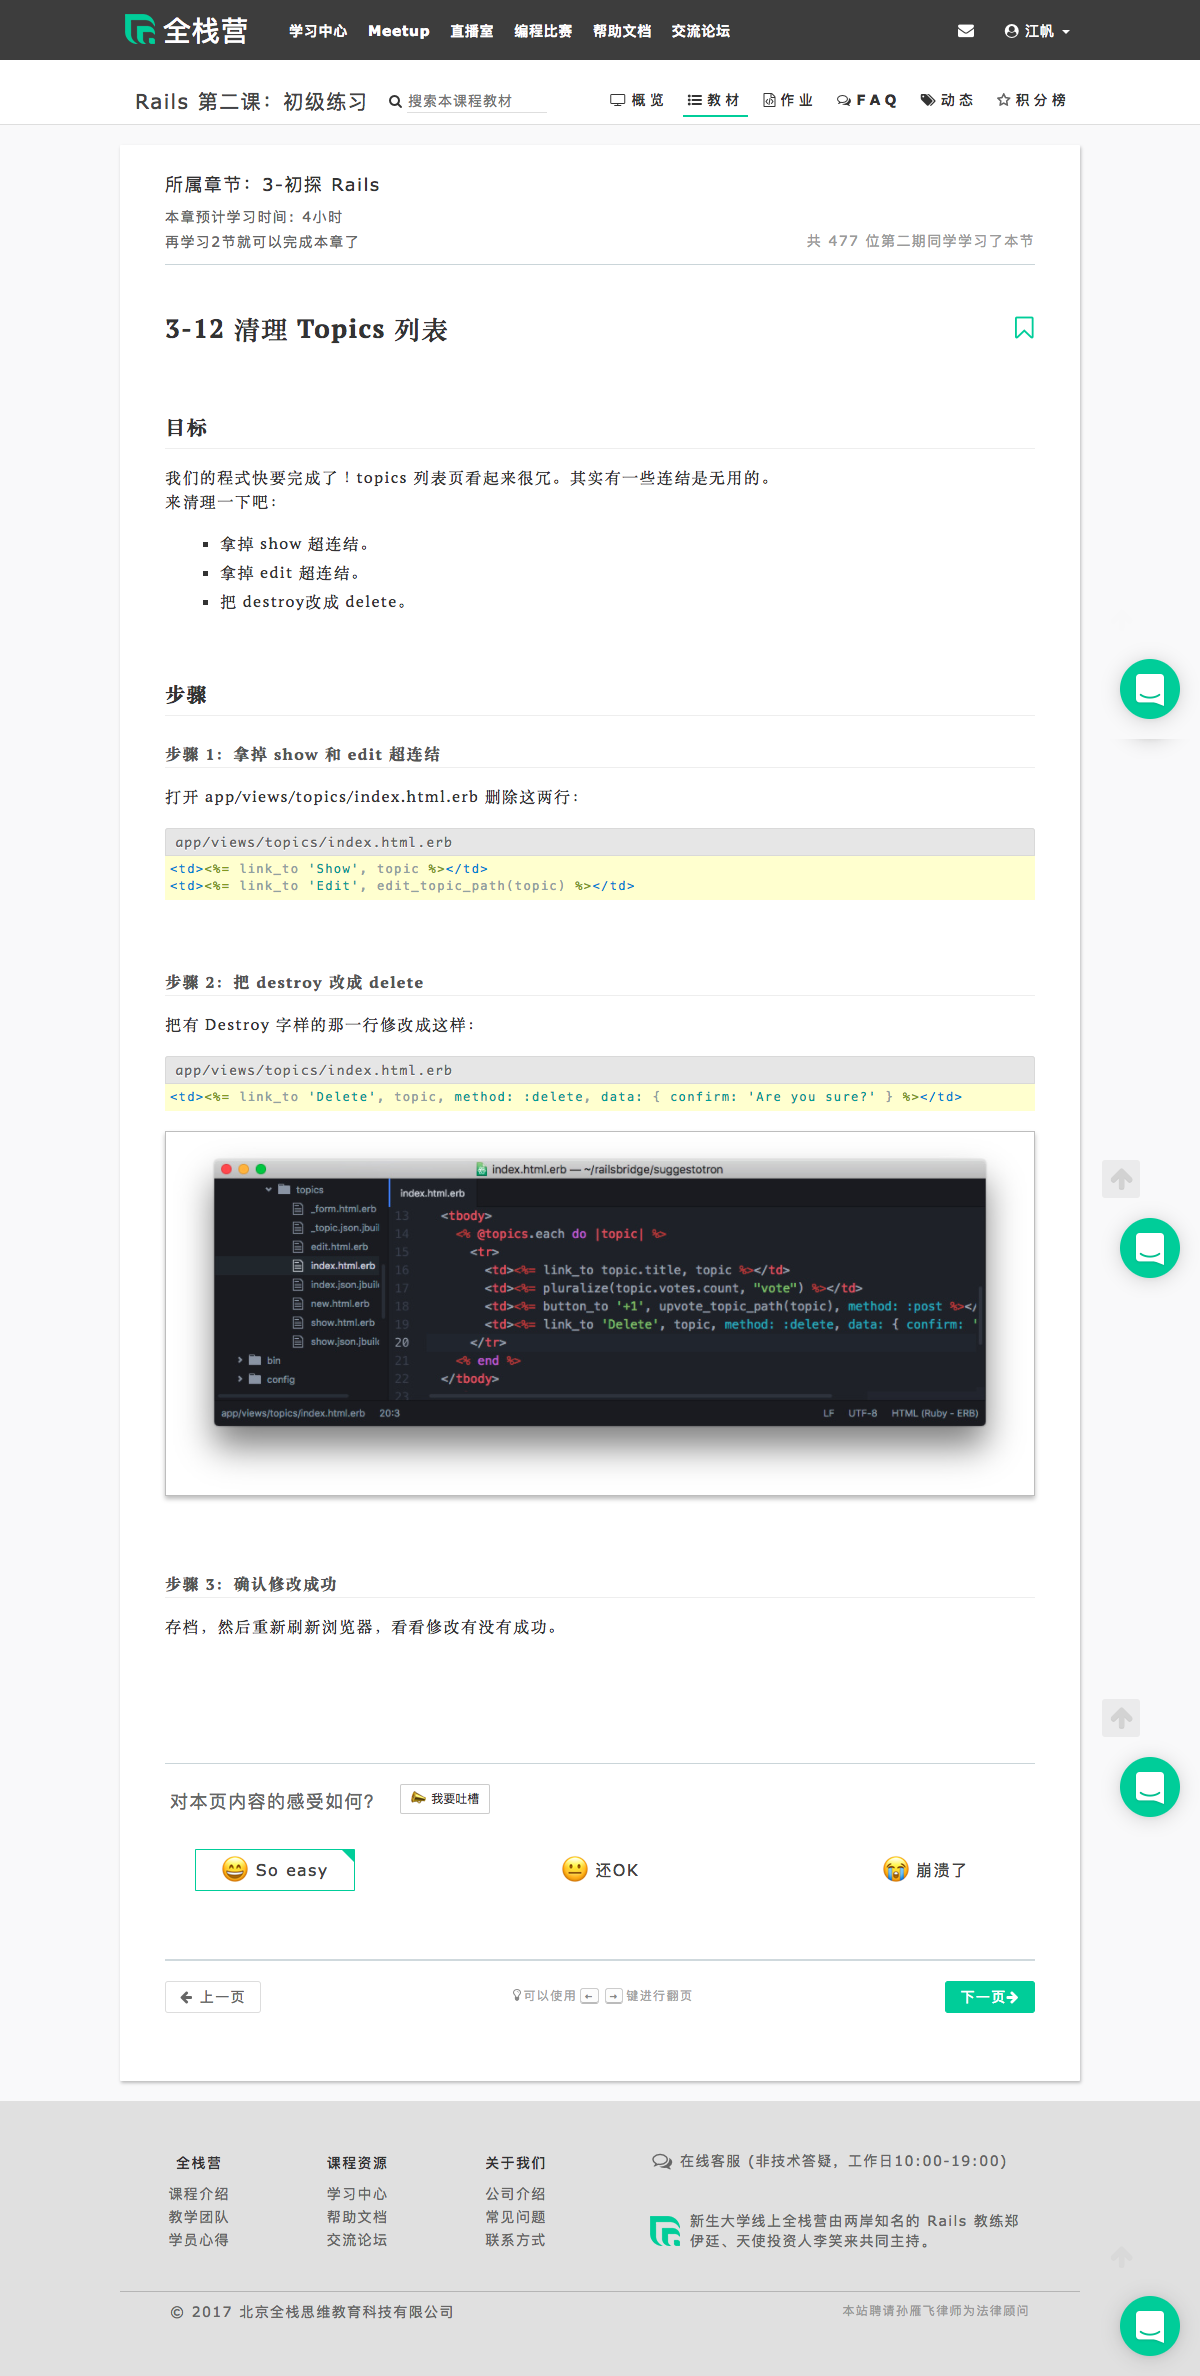 全栈营 学习中心 Meetup 直播室 编程比赛 帮助文档 交流论坛 江帆
Rails 第二课：初级练习 搜索本课程教材 概览 教材 作业 FAQ 动态 积分榜
所属章节：3-初探 Rails
本章预计学习时间：4小时
再学习2节就可以完成本章了 共 477 位第二期同学学习了本节
3-12 清理 Topics 列表
目标
我们的程式快要完成了！topics 列表页看起来很冗。其实有一些连结是无用的。
来清理一下吧：
▪ 拿掉 show 超连结。
▪ 拿掉 edit 超连结。
▪ 把 destroy改成 delete。
步骤
步骤 1：拿掉 show 和 edit 超连结
打开 app/views/topics/index.html.erb 删除这两行：
app/views/topics/index.html.erb
<td><%= link_to 'Show', topic %></td>
<td><%= link_to 'Edit', edit_topic_path(topic) %></td>
步骤 2：把 destroy 改成 delete
把有 Destroy 字样的那一行修改成这样：
app/views/topics/index.html.erb
<td><%= link_to 'Delete', topic, method: :delete, data: { confirm: 'Are you sure?' } %></td>
index.html.erb — ~/railsbridge/suggestotron
topics
_form.html.erb
_topic.json.jbuil
edit.html.erb
index.html.erb
index.json.jbuild
new.html.erb
show.html.erb
show.json.jbuild
bin
config
index.html.erb
13 <tbody>
14 <% @topics.each do |topic| %>
15 <tr>
16 <td><%= link_to topic.title, topic %></td>
17 <td><%= pluralize(topic.votes.count, "vote") %></td>
18 <td><%= button_to '+1', upvote_topic_path(topic), method: :post %></
19 <td><%= link_to 'Delete', topic, method: :delete, data: { confirm: '
20 </tr>
21 <% end %>
22 </tbody>
23
app/views/topics/index.html.erb 20:3 LF UTF-8 HTML (Ruby - ERB)
步骤 3：确认修改成功
存档，然后重新刷新浏览器，看看修改有没有成功。
对本页内容的感受如何？ 我要吐槽
So easy 还OK 崩溃了
← 上一页 可以使用 ← → 键进行翻页 下一页→
全栈营 课程资源 关于我们 在线客服 (非技术答疑，工作日10:00-19:00)
课程介绍 学习中心 公司介绍
教学团队 帮助文档 常见问题 新生大学线上全栈营由两岸知名的 Rails 教练郑
学员心得 交流论坛 联系方式 伊廷、天使投资人李笑来共同主持。
© 2017 北京全栈思维教育科技有限公司 本站聘请孙雁飞律师为法律顾问